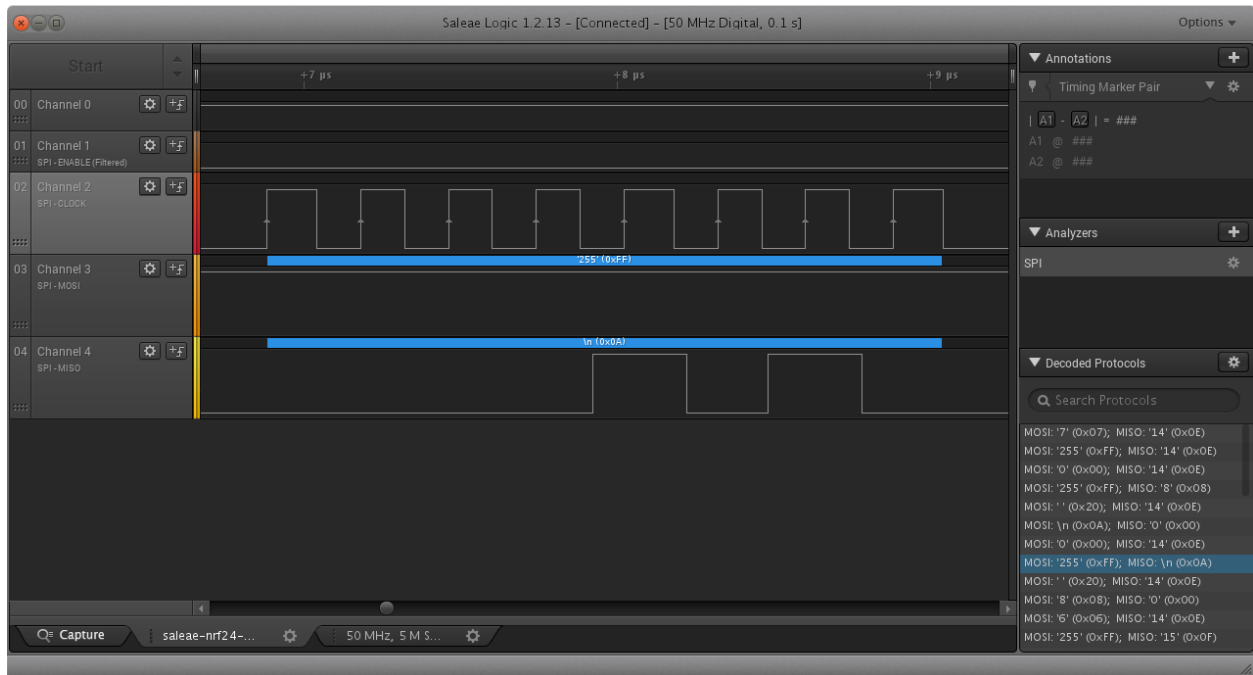 Saleae Logic 1.2.13 - [Connected] - [50 MHz Digital, 0.1 s]
Options
Start
+7 µs
+8 µs
+9 µs
00 Channel 0
01 Channel 1
SPI - ENABLE (Filtered)
02 Channel 2
SPI - CLOCK
03 Channel 3
SPI - MOSI
'255' (0xFF)
04 Channel 4
SPI - MISO
\n (0x0A)
Annotations
Timing Marker Pair
| A1 - A2 | = ###
A1 @ ###
A2 @ ###
Analyzers
SPI
Decoded Protocols
Search Protocols
MOSI: '7' (0x07); MISO: '14' (0x0E)
MOSI: '255' (0xFF); MISO: '14' (0x0E)
MOSI: '0' (0x00); MISO: '14' (0x0E)
MOSI: '255' (0xFF); MISO: '8' (0x08)
MOSI: ' ' (0x20); MISO: '14' (0x0E)
MOSI: \n (0x0A); MISO: '0' (0x00)
MOSI: '0' (0x00); MISO: '14' (0x0E)
MOSI: '255' (0xFF); MISO: \n (0x0A)
MOSI: ' ' (0x20); MISO: '14' (0x0E)
MOSI: '8' (0x08); MISO: '0' (0x00)
MOSI: '6' (0x06); MISO: '14' (0x0E)
MOSI: '255' (0xFF); MISO: '15' (0x0F)
Capture
saleae-nrf24-...
50 MHz, 5 M S...